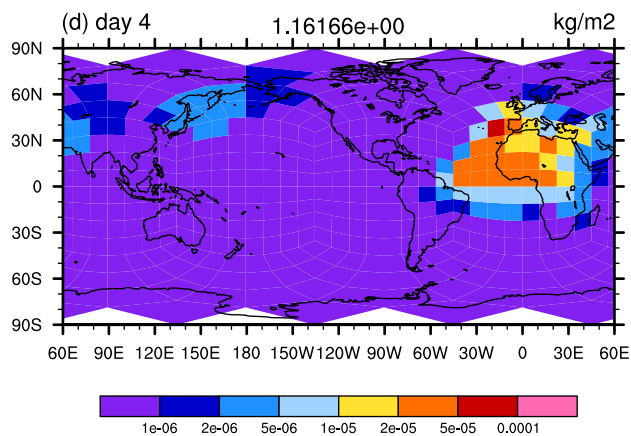 (d) day 4 1.16166e+00 kg/m2
90N
60N
30N
0
30S
60S
90S
60E 90E 120E 150E 180 150W 120W 90W 60W 30W 0 30E 60E
1e-06 2e-06 5e-06 1e-05 2e-05 5e-05 0.0001